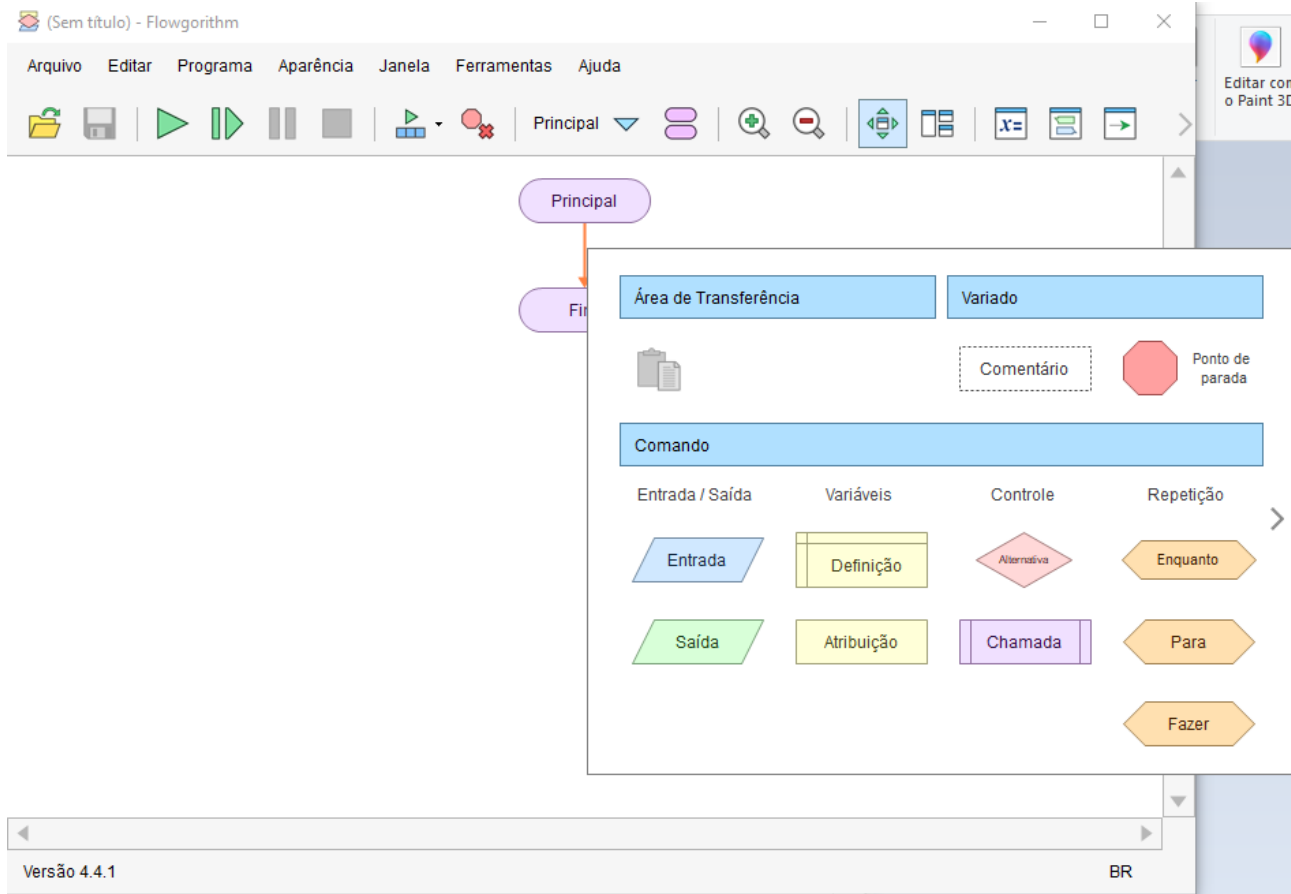 (Sem título) - Flowgorithm
Editar con
o Paint 3D
Arquivo Editar Programa Aparência Janela Ferramentas Ajuda
Principal
x=
Principal
Fin
Área de Transferência
Variado
Comentário
Ponto de
parada
Comando
Entrada / Saída Variáveis Controle Repetição
Entrada Definição Alternativa Enquanto
Saída Atribuição Chamada Para
Fazer
Versão 4.4.1
BR